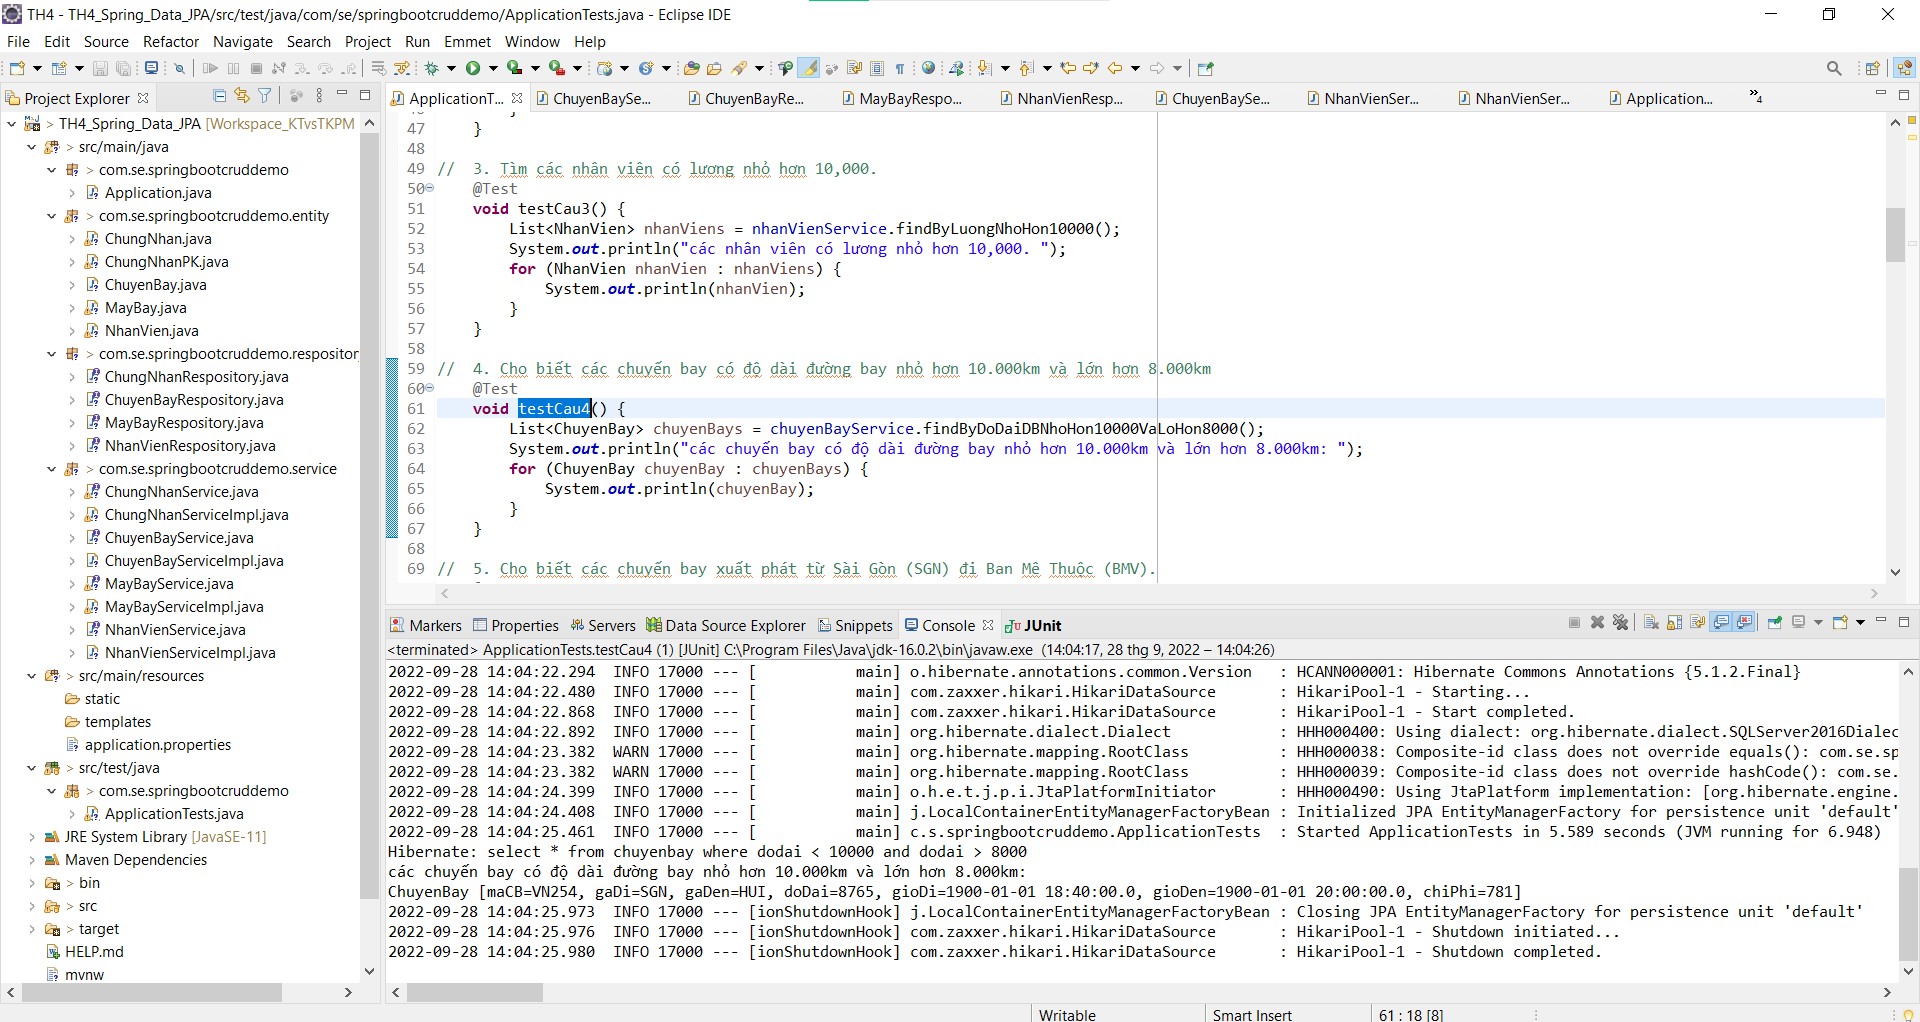 TH4 - TH4_Spring_Data_JPA/src/test/java/com/se/springbootcruddemo/ApplicationTests.java - Eclipse IDE
File Edit Source Refactor Navigate Search Project Run Emmet Window Help
Project Explorer
TH4_Spring_Data_JPA [Workspace_KTvsTKPM
src/main/java
com.se.springbootcruddemo
Application.java
com.se.springbootcruddemo.entity
ChungNhan.java
ChungNhanPK.java
ChuyenBay.java
MayBay.java
NhanVien.java
com.se.springbootcruddemo.respositor
ChungNhanRespository.java
ChuyenBayRespository.java
MayBayRespository.java
NhanVienRespository.java
com.se.springbootcruddemo.service
ChungNhanService.java
ChungNhanServiceImpl.java
ChuyenBayService.java
ChuyenBayServiceImpl.java
MayBayService.java
MayBayServiceImpl.java
NhanVienService.java
NhanVienServiceImpl.java
src/main/resources
static
templates
application.properties
src/test/java
com.se.springbootcruddemo
ApplicationTests.java
JRE System Library [JavaSE-11]
Maven Dependencies
bin
src
target
HELP.md
mvnw
ApplicationT... ChuyenBaySe... ChuyenBayRe... MayBayRespo... NhanVienResp... ChuyenBaySe... NhanVienSer... NhanVienSer... Application... 4
47 }
48
49 // 3. Tìm các nhân viên có lương nhỏ hơn 10,000.
50 @Test
51 void testCau3() {
52 List<NhanVien> nhanViens = nhanVienService.findByLuongNhoHon10000();
53 System.out.println("các nhân viên có lương nhỏ hơn 10,000. ");
54 for (NhanVien nhanVien : nhanViens) {
55 System.out.println(nhanVien);
56 }
57 }
58
59 // 4. Cho biết các chuyến bay có độ dài đường bay nhỏ hơn 10.000km và lớn hơn 8.000km
60 @Test
61 void testCau4() {
62 List<ChuyenBay> chuyenBays = chuyenBayService.findByDoDaiDBNhoHon10000VaLoHon8000();
63 System.out.println("các chuyến bay có độ dài đường bay nhỏ hơn 10.000km và lớn hơn 8.000km: ");
64 for (ChuyenBay chuyenBay : chuyenBays) {
65 System.out.println(chuyenBay);
66 }
67 }
68
69 // 5. Cho biết các chuyến bay xuất phát từ Sài Gòn (SGN) đi Ban Mê Thuộc (BMV).
Markers Properties Servers Data Source Explorer Snippets Console JUnit
<terminated> ApplicationTests.testCau4 (1) [JUnit] C:\Program Files\Java\jdk-16.0.2\bin\javaw.exe (14:04:17, 28 thg 9, 2022 – 14:04:26)
2022-09-28 14:04:22.294 INFO 17000 --- [ main] o.hibernate.annotations.common.Version : HCANN000001: Hibernate Commons Annotations {5.1.2.Final}
2022-09-28 14:04:22.480 INFO 17000 --- [ main] com.zaxxer.hikari.HikariDataSource : HikariPool-1 - Starting...
2022-09-28 14:04:22.868 INFO 17000 --- [ main] com.zaxxer.hikari.HikariDataSource : HikariPool-1 - Start completed.
2022-09-28 14:04:22.892 INFO 17000 --- [ main] org.hibernate.dialect.Dialect : HHH000400: Using dialect: org.hibernate.dialect.SQLServer2016Dialec
2022-09-28 14:04:23.382 WARN 17000 --- [ main] org.hibernate.mapping.RootClass : HHH000038: Composite-id class does not override equals(): com.se.sp
2022-09-28 14:04:23.382 WARN 17000 --- [ main] org.hibernate.mapping.RootClass : HHH000039: Composite-id class does not override hashCode(): com.se.
2022-09-28 14:04:24.399 INFO 17000 --- [ main] o.h.e.t.j.p.i.JtaPlatformInitiator : HHH000490: Using JtaPlatform implementation: [org.hibernate.engine.
2022-09-28 14:04:24.408 INFO 17000 --- [ main] j.LocalContainerEntityManagerFactoryBean : Initialized JPA EntityManagerFactory for persistence unit 'default'
2022-09-28 14:04:25.461 INFO 17000 --- [ main] c.s.springbootcruddemo.ApplicationTests : Started ApplicationTests in 5.589 seconds (JVM running for 6.948)
Hibernate: select * from chuyenbay where dodai < 10000 and dodai > 8000
các chuyến bay có độ dài đường bay nhỏ hơn 10.000km và lớn hơn 8.000km:
ChuyenBay [maCB=VN254, gaDi=SGN, gaDen=HUI, doDai=8765, gioDi=1900-01-01 18:40:00.0, gioDen=1900-01-01 20:00:00.0, chiPhi=781]
2022-09-28 14:04:25.973 INFO 17000 --- [ionShutdownHook] j.LocalContainerEntityManagerFactoryBean : Closing JPA EntityManagerFactory for persistence unit 'default'
2022-09-28 14:04:25.976 INFO 17000 --- [ionShutdownHook] com.zaxxer.hikari.HikariDataSource : HikariPool-1 - Shutdown initiated...
2022-09-28 14:04:25.980 INFO 17000 --- [ionShutdownHook] com.zaxxer.hikari.HikariDataSource : HikariPool-1 - Shutdown completed.
Writable Smart Insert 61 : 18 [8]